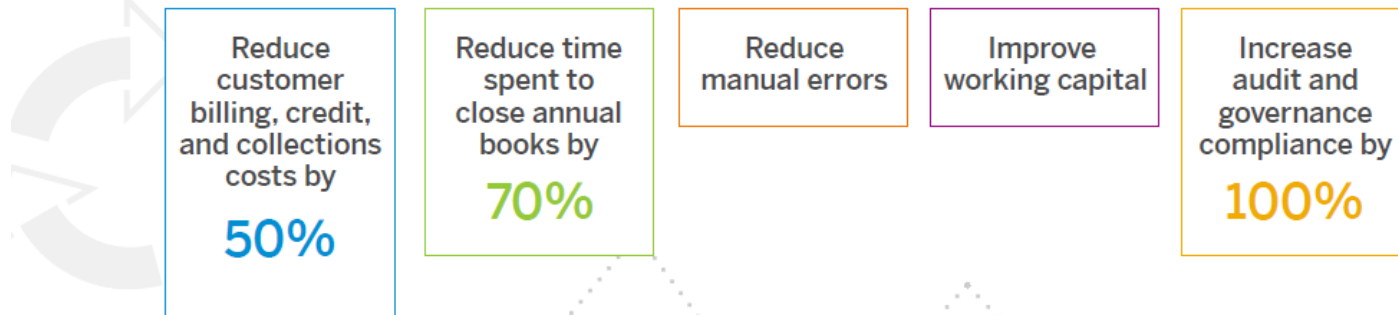 Reduce
customer
billing, credit,
and collections
costs by
50%
Reduce time
spent to
close annual
books by
70%
Reduce
manual errors
Improve
working capital
Increase
audit and
governance
compliance by
100%